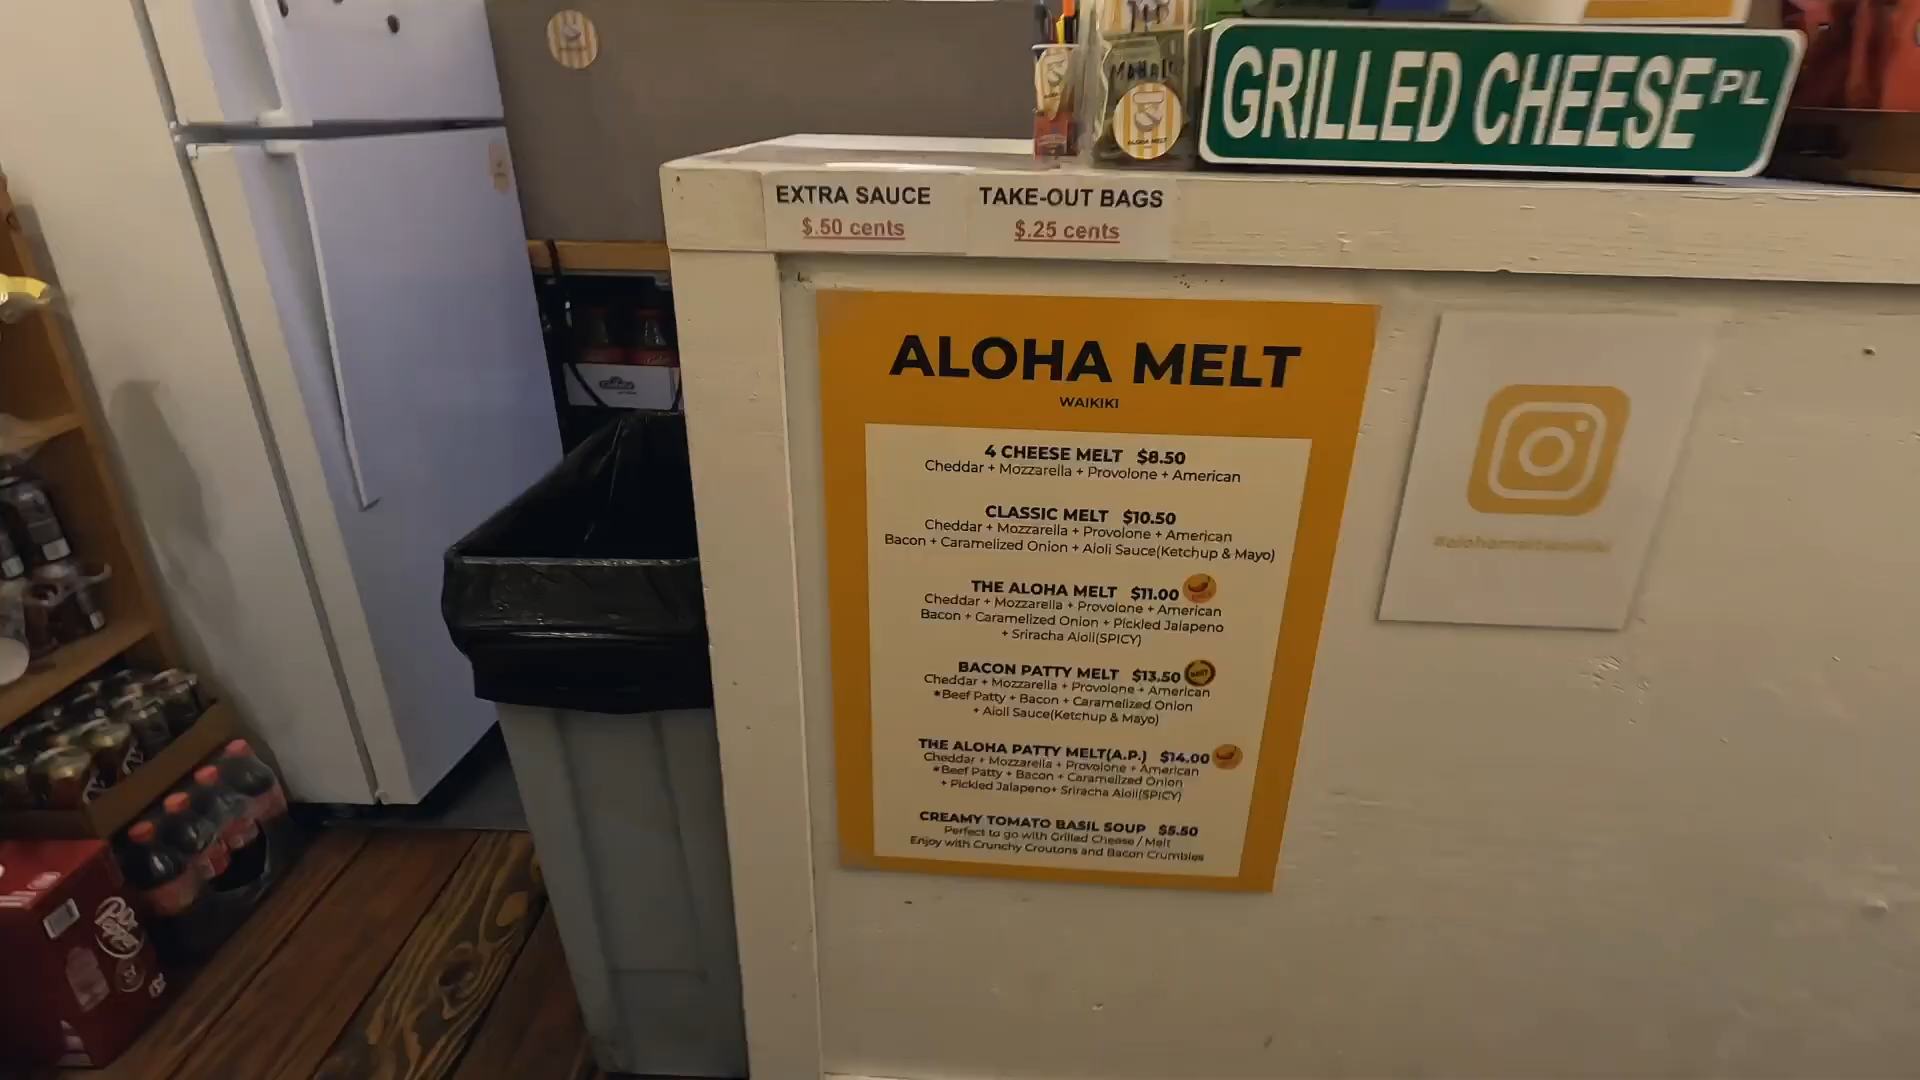 GRILLED CHEESE PL
MAHALO
ALOHA MELT
EXTRA SAUCE
$.50 cents
TAKE-OUT BAGS
$.25 cents
ALOHA MELT
WAIKIKI
4 CHEESE MELT $8.50
Cheddar + Mozzarella + Provolone + American
CLASSIC MELT $10.50
Cheddar + Mozzarella + Provolone + American
Bacon + Caramelized Onion + Aioli Sauce(Ketchup & Mayo)
THE ALOHA MELT $11.00
Cheddar + Mozzarella + Provolone + American
Bacon + Caramelized Onion + Pickled Jalapeno
+ Sriracha Aioli(SPICY)
BACON PATTY MELT $13.50
Cheddar + Mozzarella + Provolone + American
*Beef Patty + Bacon + Caramelized Onion
+ Aioli Sauce(Ketchup & Mayo)
THE ALOHA PATTY MELT(A.P.) $14.00
Cheddar + Mozzarella + Provolone + American
*Beef Patty + Bacon + Caramelized Onion
+ Pickled Jalapeno+ Sriracha Aioli(SPICY)
CREAMY TOMATO BASIL SOUP $5.50
Perfect to go with Grilled Cheese / Melt
Enjoy with Crunchy Croutons and Bacon Crumbles
#alohameltwaikiki
Dr Pepper